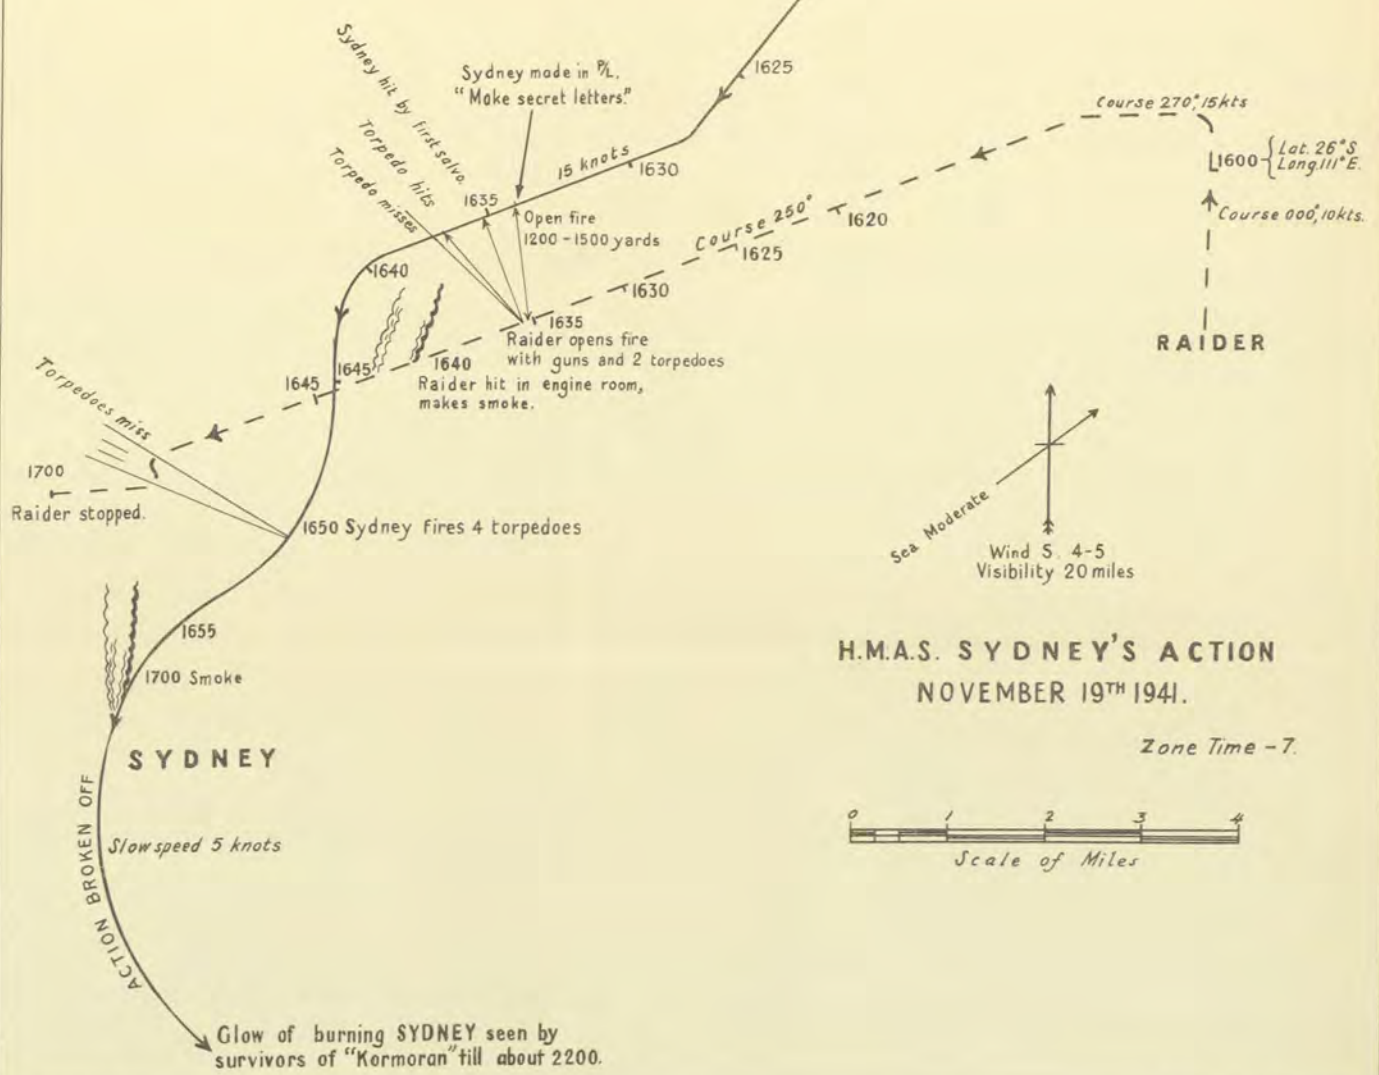 1625
Sydney made in P/L.
"Make secret letters."
Sydney hit by first salvo.
Torpedo hits
Torpedo misses
15 knots
1630
1635
Open fire
1200-1500 yards
1640
Course 270°, 15kts
1600 { Lat. 26° S
Long. 111° E.
Course 000°, 10kts.
RAIDER
1620
Course 250°
1625
1630
1635
Raider opens fire
with guns and 2 torpedoes
1640
Raider hit in engine room,
makes smoke.
1645
1645
Torpedoes miss
1700
Raider stopped.
1650 Sydney fires 4 torpedoes
1655
1700 Smoke
SYDNEY
ACTION BROKEN OFF
Slow speed 5 knots
Glow of burning SYDNEY seen by
survivors of "Kormoran" till about 2200.
Sea Moderate
Wind S. 4-5
Visibility 20 miles
H.M.A.S. SYDNEY'S ACTION
NOVEMBER 19TH 1941.
Zone Time -7.
0 1 2 3 4
Scale of Miles